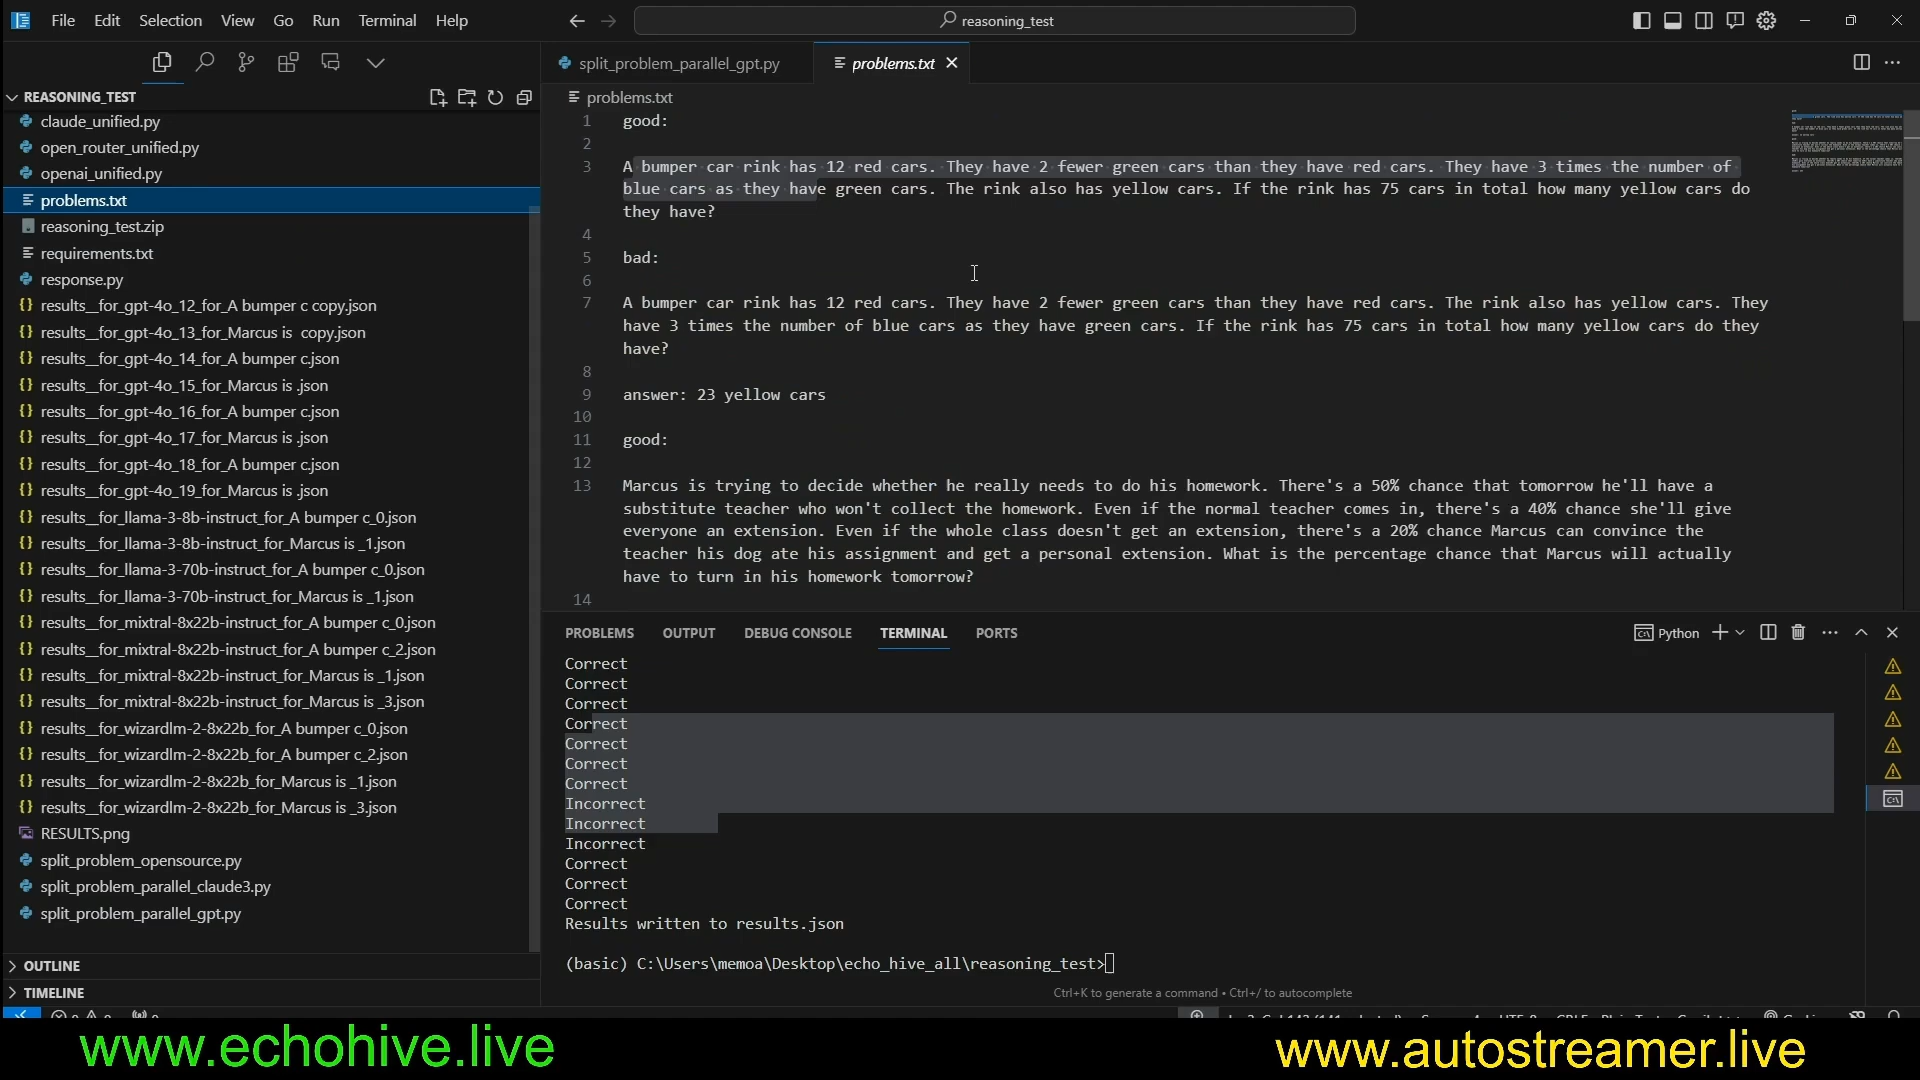 File Edit Selection View Go Run Terminal Help
reasoning_test
REASONING_TEST
claude_unified.py
open_router_unified.py
openai_unified.py
problems.txt
reasoning_test.zip
requirements.txt
response.py
results__for_gpt-4o_12_for_A bumper c copy.json
results__for_gpt-4o_13_for_Marcus is  copy.json
results__for_gpt-4o_14_for_A bumper c.json
results__for_gpt-4o_15_for_Marcus is .json
results__for_gpt-4o_16_for_A bumper c.json
results__for_gpt-4o_17_for_Marcus is .json
results__for_gpt-4o_18_for_A bumper c.json
results__for_gpt-4o_19_for_Marcus is .json
results__for_llama-3-8b-instruct_for_A bumper c_0.json
results__for_llama-3-8b-instruct_for_Marcus is _1.json
results__for_llama-3-70b-instruct_for_A bumper c_0.json
results__for_llama-3-70b-instruct_for_Marcus is _1.json
results__for_mixtral-8x22b-instruct_for_A bumper c_0.json
results__for_mixtral-8x22b-instruct_for_A bumper c_2.json
results__for_mixtral-8x22b-instruct_for_Marcus is _1.json
results__for_mixtral-8x22b-instruct_for_Marcus is _3.json
results__for_wizardlm-2-8x22b_for_A bumper c_0.json
results__for_wizardlm-2-8x22b_for_A bumper c_2.json
results__for_wizardlm-2-8x22b_for_Marcus is _1.json
results__for_wizardlm-2-8x22b_for_Marcus is _3.json
RESULTS.png
split_problem_opensource.py
split_problem_parallel_claude3.py
split_problem_parallel_gpt.py
OUTLINE
TIMELINE
split_problem_parallel_gpt.py problems.txt
problems.txt
1 good:
2
3 A bumper car rink has 12 red cars. They have 2 fewer green cars than they have red cars. They have 3 times the number of
blue cars as they have green cars. The rink also has yellow cars. If the rink has 75 cars in total how many yellow cars do
they have?
4
5 bad:
6
7 A bumper car rink has 12 red cars. They have 2 fewer green cars than they have red cars. The rink also has yellow cars. They
have 3 times the number of blue cars as they have green cars. If the rink has 75 cars in total how many yellow cars do they
have?
8
9 answer: 23 yellow cars
10
11 good:
12
13 Marcus is trying to decide whether he really needs to do his homework. There's a 50% chance that tomorrow he'll have a
substitute teacher who won't collect the homework. Even if the normal teacher comes in, there's a 40% chance she'll give
everyone an extension. Even if the whole class doesn't get an extension, there's a 20% chance Marcus can convince the
teacher his dog ate his assignment and get a personal extension. What is the percentage chance that Marcus will actually
have to turn in his homework tomorrow?
14
PROBLEMS OUTPUT DEBUG CONSOLE TERMINAL PORTS
Python
Correct
Correct
Correct
Correct
Correct
Correct
Correct
Incorrect
Incorrect
Incorrect
Correct
Correct
Correct
Results written to results.json
(basic) C:\Users\memoa\Desktop\echo_hive_all\reasoning_test>
Ctrl+K to generate a command • Ctrl+/ to autocomplete
www.echohive.live
www.autostreamer.live